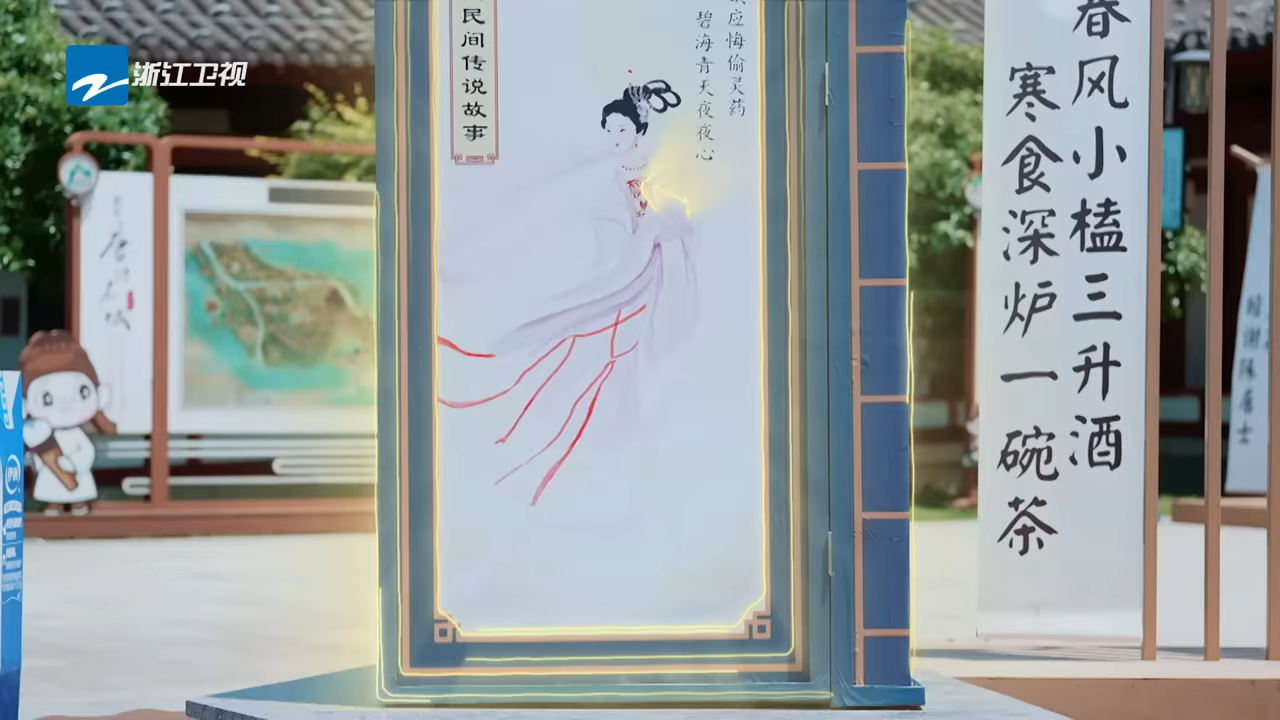 浙江卫视
民间传说故事
应悔偷灵药
碧海青天夜夜心
春风小榼三升酒
寒食深炉一碗茶